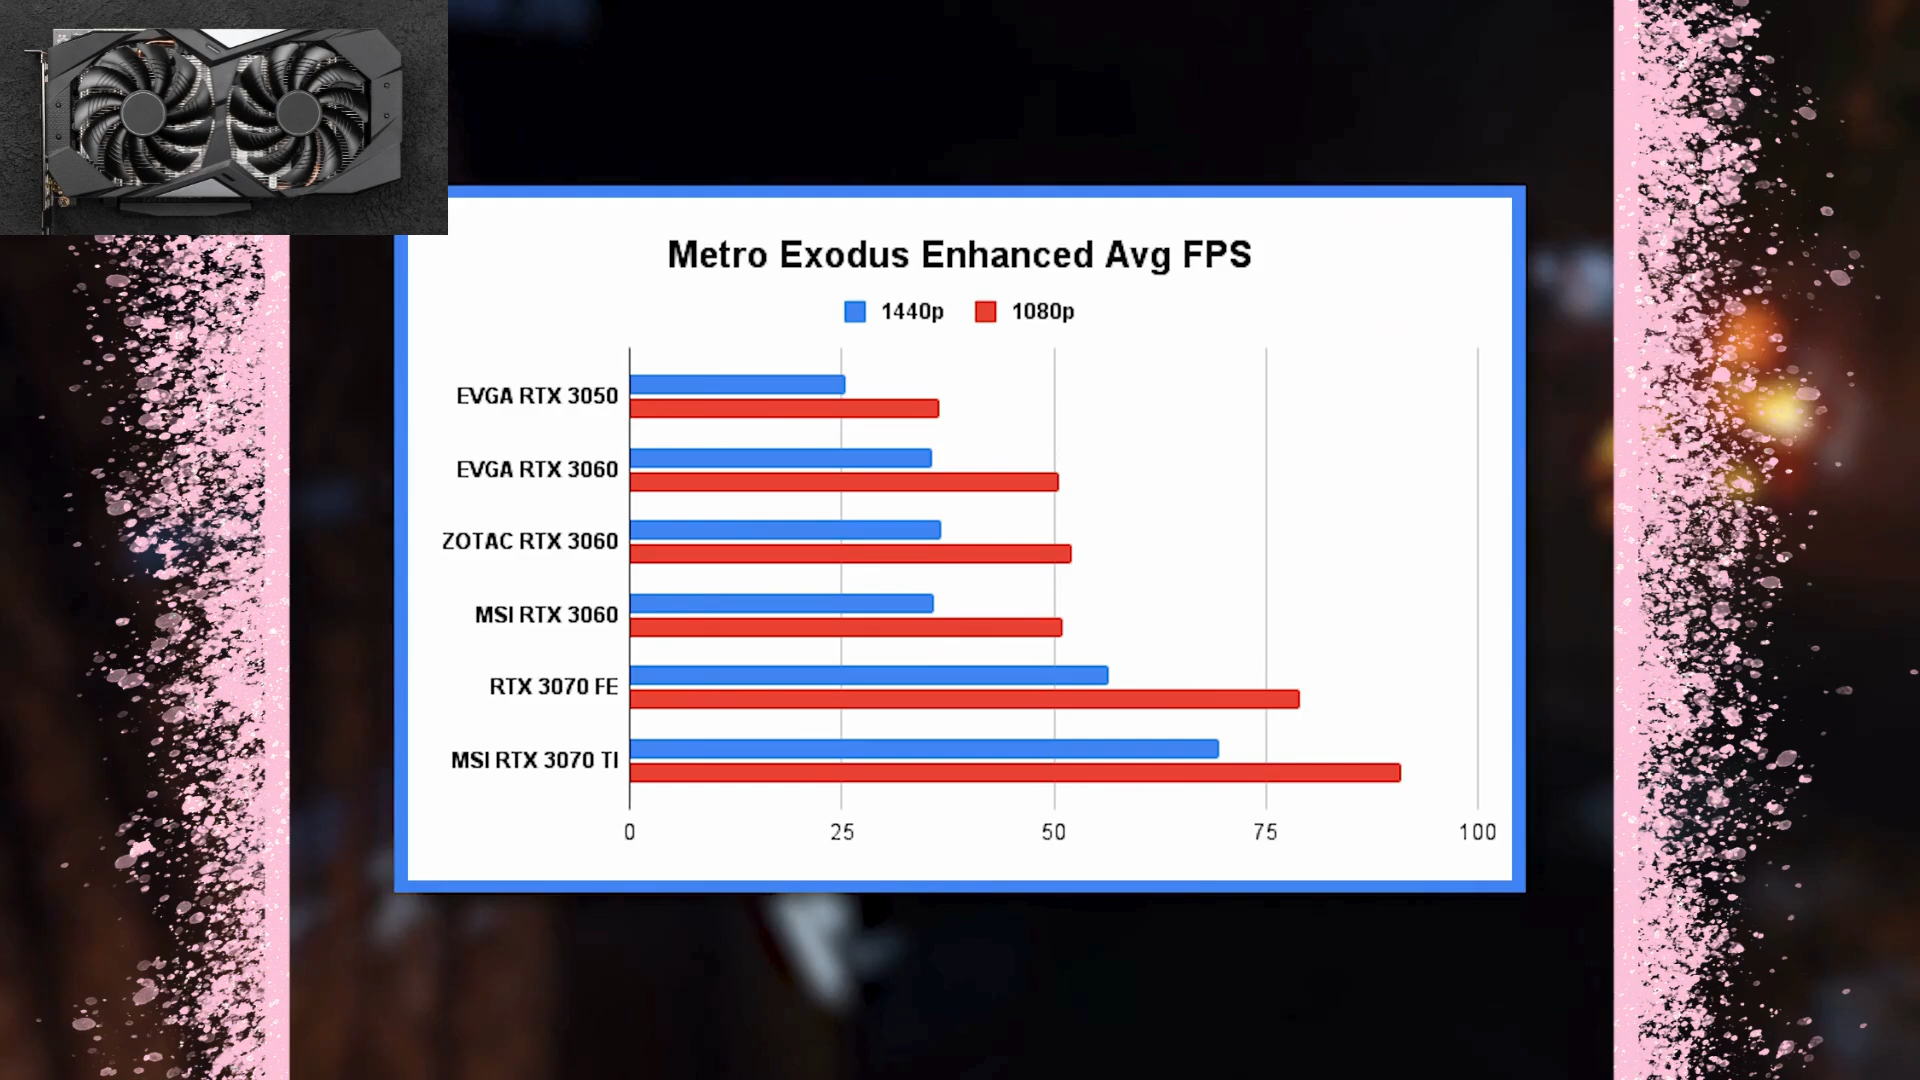 Metro Exodus Enhanced Avg FPS
1440p 1080p
EVGA RTX 3050
EVGA RTX 3060
ZOTAC RTX 3060
MSI RTX 3060
RTX 3070 FE
MSI RTX 3070 TI
0 25 50 75 100